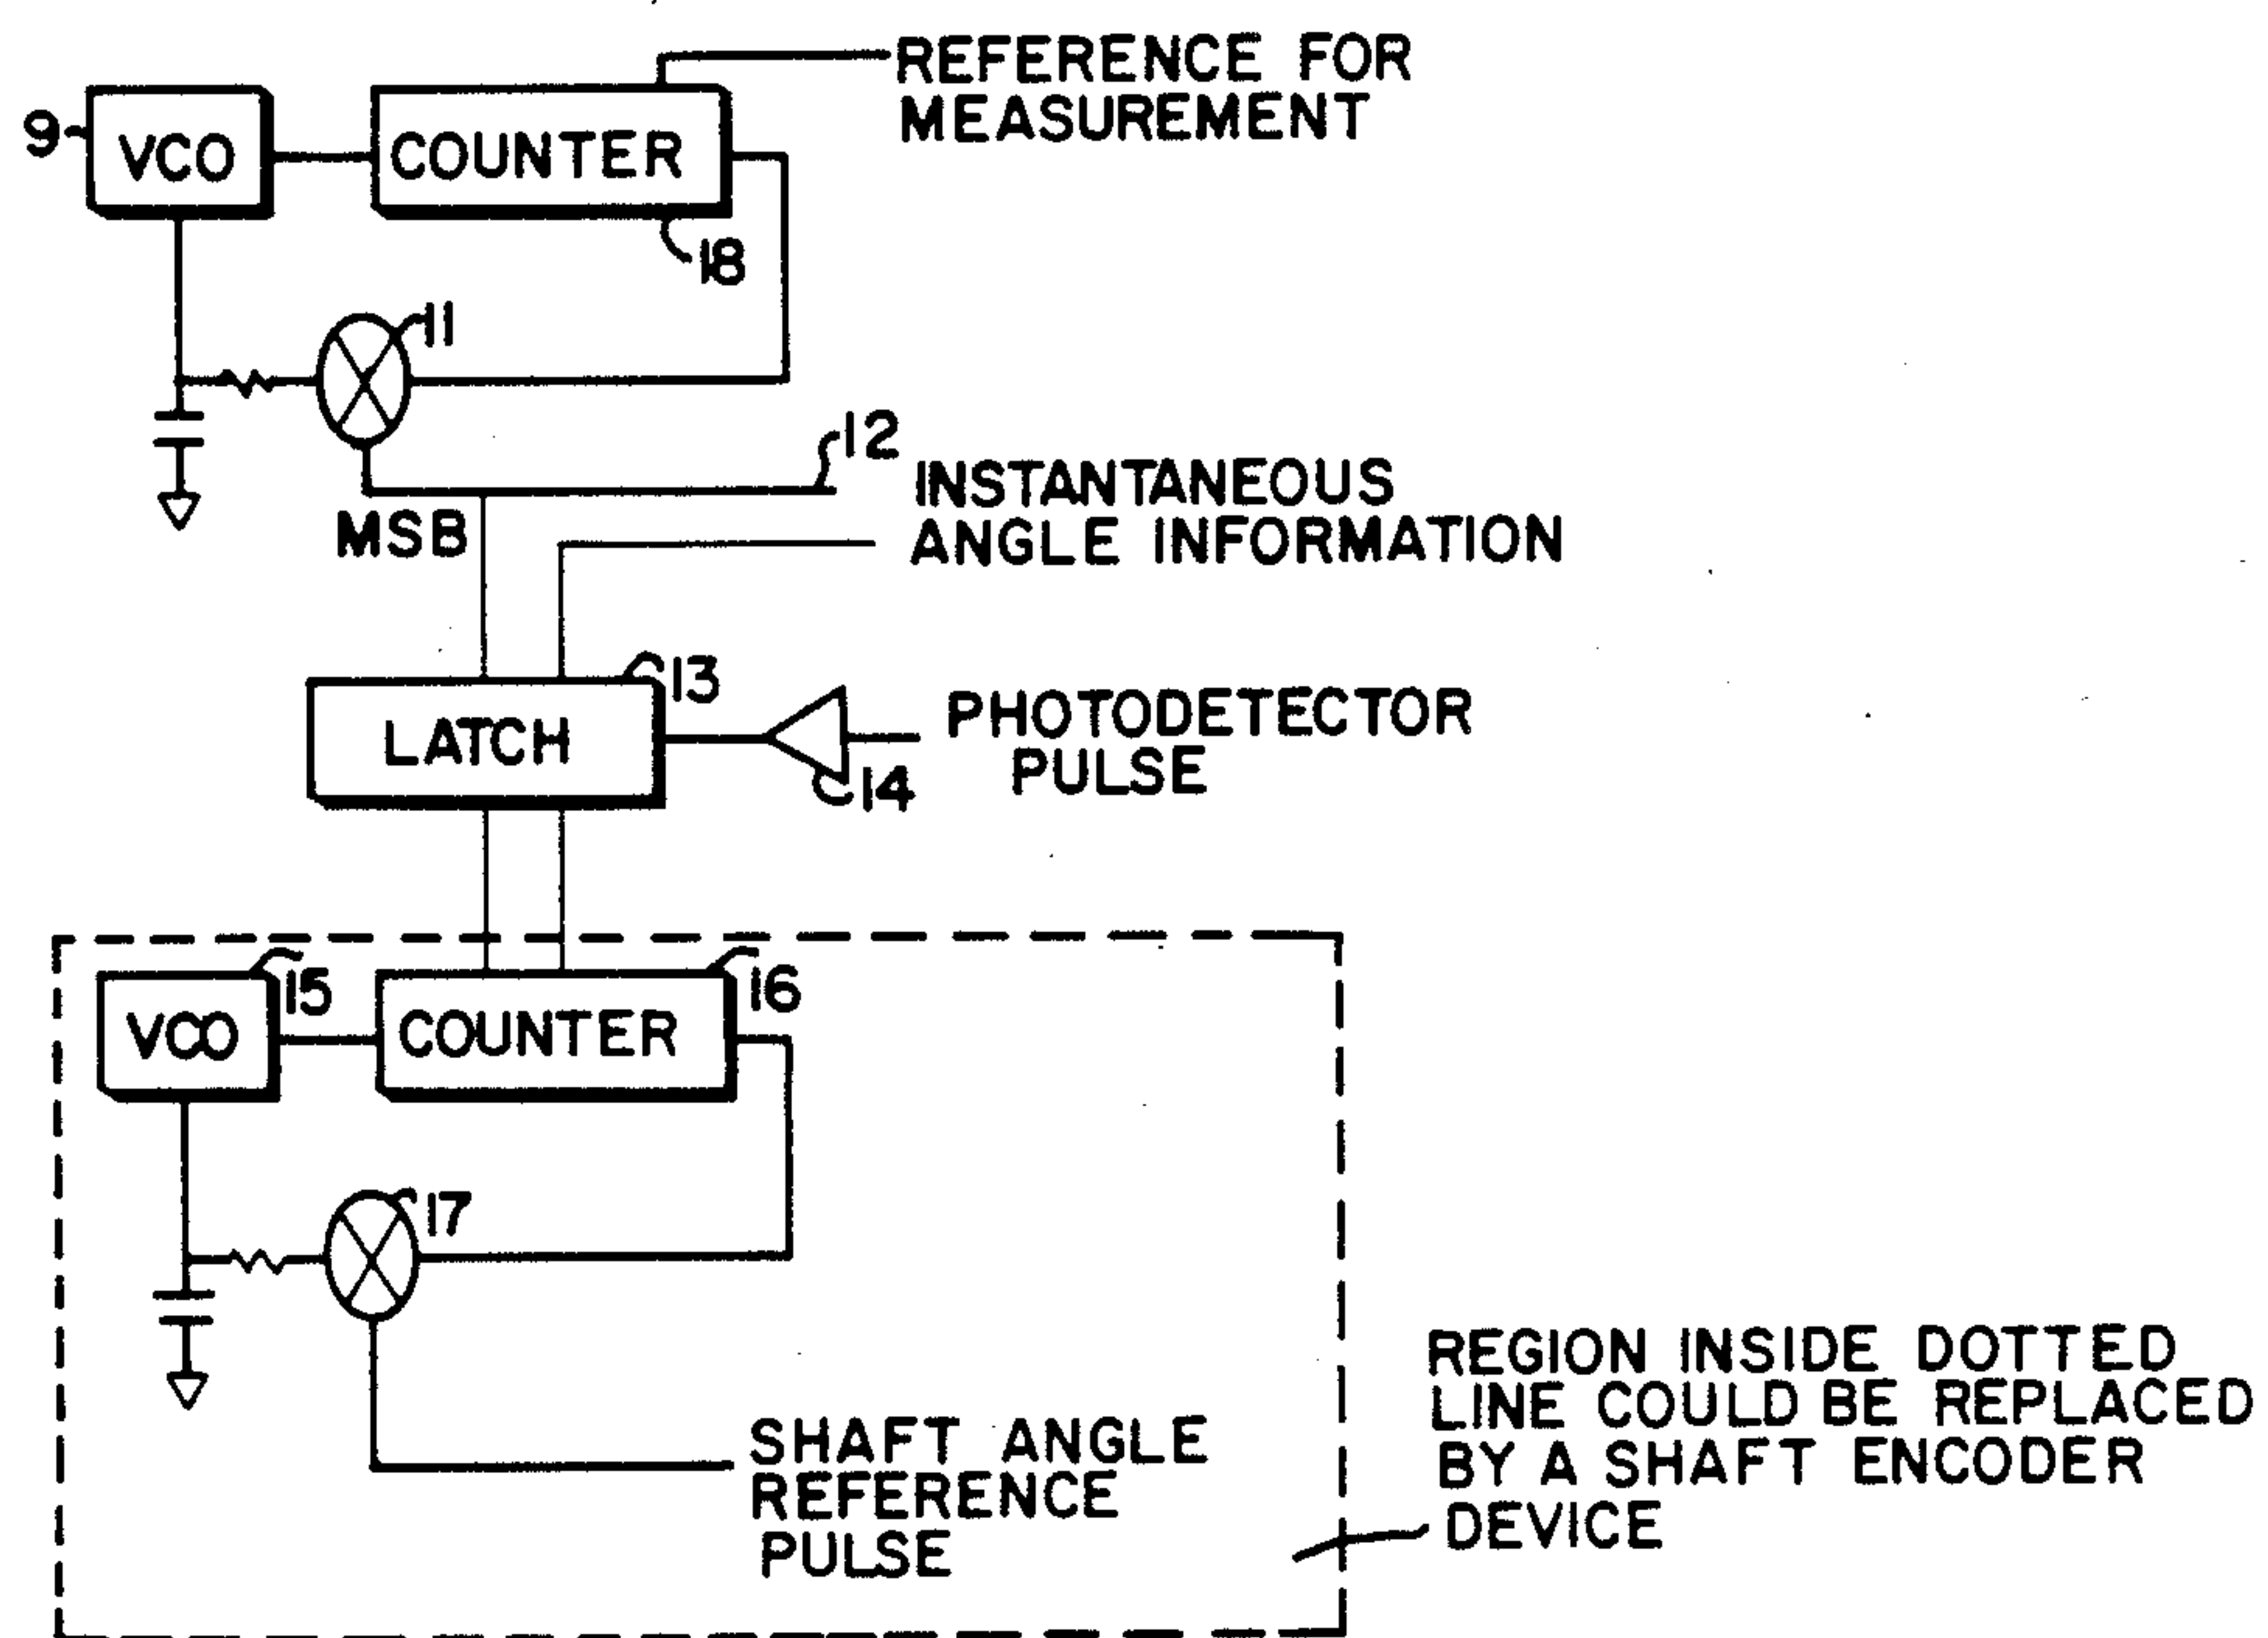 REFERENCE FOR
MEASUREMENT
9
VCO
COUNTER
18
11
12
INSTANTANEOUS
ANGLE INFORMATION
MSB
13
LATCH
PHOTODETECTOR
PULSE
14
15
16
VCO
COUNTER
17
SHAFT ANGLE
REFERENCE
PULSE
REGION INSIDE DOTTED
LINE COULD BE REPLACED
BY A SHAFT ENCODER
DEVICE